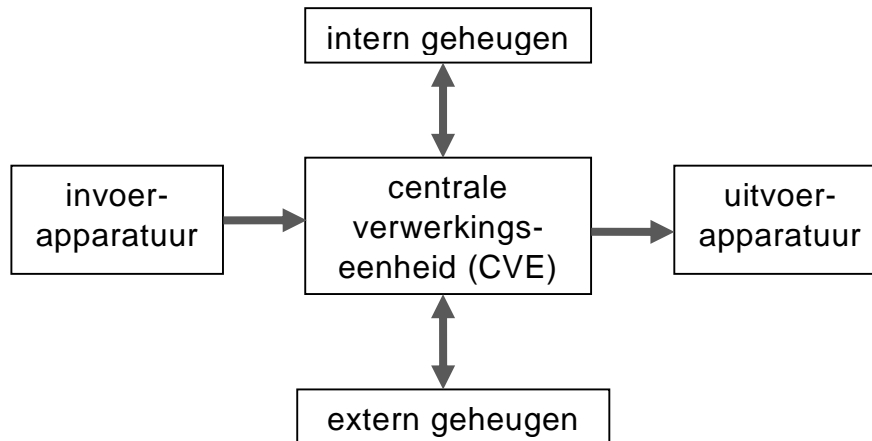 intern geheugen
invoer-
apparatuur
centrale
verwerkings-
eenheid (CVE)
uitvoer-
apparatuur
extern geheugen